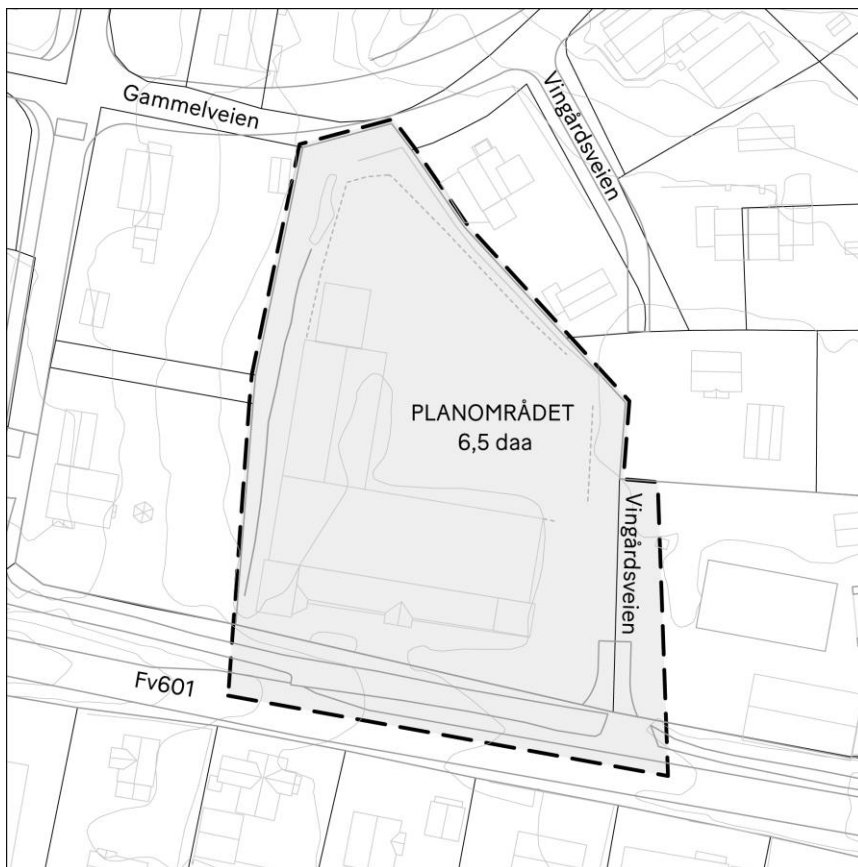 Gammelveien
Vingårdsveien
PLANOMRÅDET
6,5 daa
Vingårdsveien
Fv601